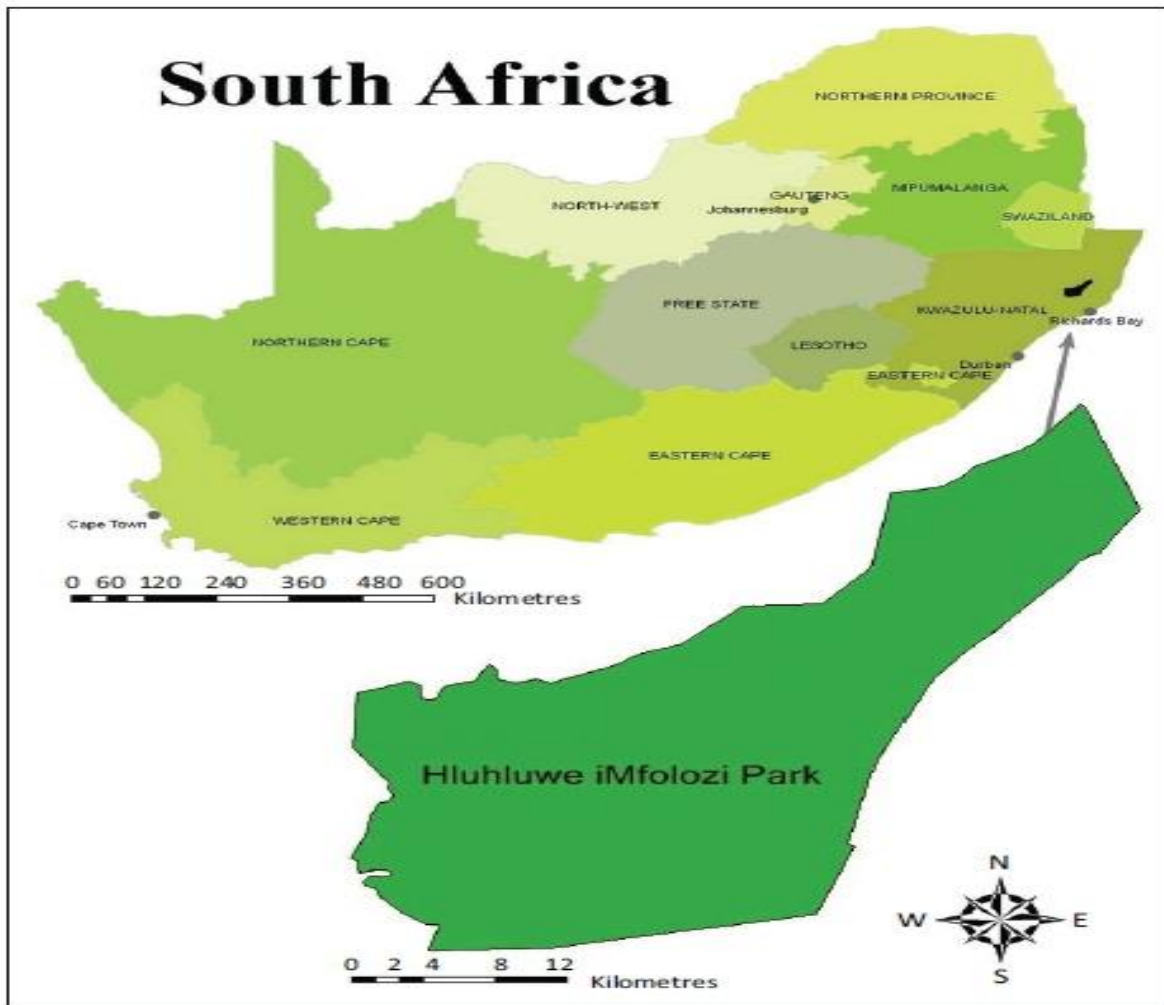 South Africa
NORTHERN PROVINCE
MPUMALANGA
GAUTENG
Johannesburg
NORTH-WEST
SWAZILAND
FREE STATE
KWAZULU-NATAL
Richards Bay
NORTHERN CAPE
LESOTHO
Durban
EASTERN CAPE
EASTERN CAPE
Cape Town
WESTERN CAPE
0 60 120 240 360 480 600
Kilometres
Hluhluwe iMfolozi Park
N
W E
S
0 2 4 8 12
Kilometres